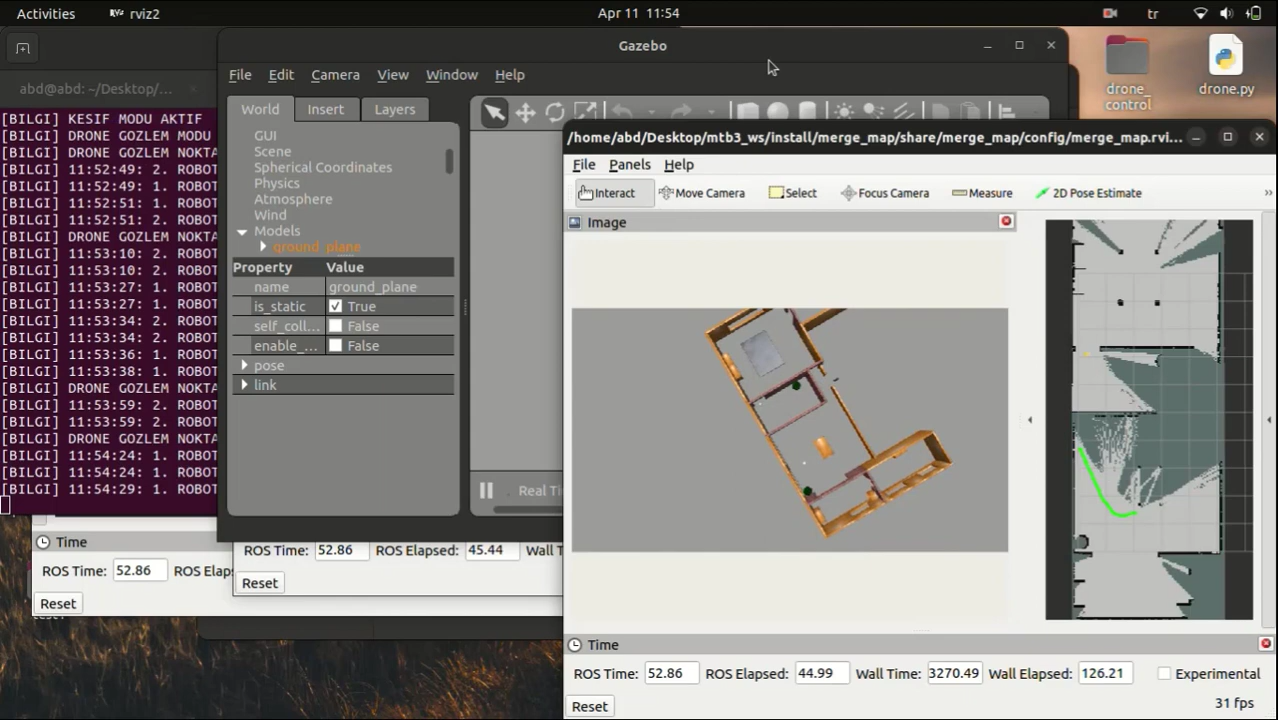 Activities
rviz2
Apr 11 11:54
tr
abd@abd: ~/Desktop/...
[BILGI] KESIF MODU AKTIF
[BILGI] DRONE GOZLEM MODU
[BILGI] DRONE GOZLEM NOKTA
[BILGI] 11:52:49: 2. ROBOT
[BILGI] 11:52:49: 1. ROBOT
[BILGI] 11:52:51: 1. ROBOT
[BILGI] 11:52:51: 2. ROBOT
[BILGI] DRONE GOZLEM NOKTA
[BILGI] 11:53:10: 2. ROBOT
[BILGI] 11:53:10: 2. ROBOT
[BILGI] 11:53:27: 1. ROBOT
[BILGI] 11:53:27: 1. ROBOT
[BILGI] 11:53:34: 2. ROBOT
[BILGI] 11:53:34: 2. ROBOT
[BILGI] 11:53:36: 1. ROBOT
[BILGI] 11:53:38: 1. ROBOT
[BILGI] DRONE GOZLEM NOKTA
[BILGI] 11:53:59: 2. ROBOT
[BILGI] 11:53:59: 2. ROBOT
[BILGI] DRONE GOZLEM NOKTA
[BILGI] 11:54:24: 1. ROBOT
[BILGI] 11:54:24: 1. ROBOT
[BILGI] 11:54:29: 1. ROBOT
Time
ROS Time: 52.86 ROS Elaps
Reset
Gazebo
File Edit Camera View Window Help
World Insert Layers
GUI
Scene
Spherical Coordinates
Physics
Atmosphere
Wind
Models
ground_plane
Property Value
name ground_plane
is_static True
self_coll... False
enable_... False
pose
link
Real Ti
ROS Time: 52.86 ROS Elapsed: 45.44 Wall T
Reset
drone_
control
drone.py
/home/abd/Desktop/mtb3_ws/install/merge_map/share/merge_map/config/merge_map.rvi...
File Panels Help
Interact Move Camera Select Focus Camera Measure 2D Pose Estimate
Image
Time
ROS Time: 52.86 ROS Elapsed: 44.99 Wall Time: 3270.49 Wall Elapsed: 126.21 Experimental
Reset
31 fps